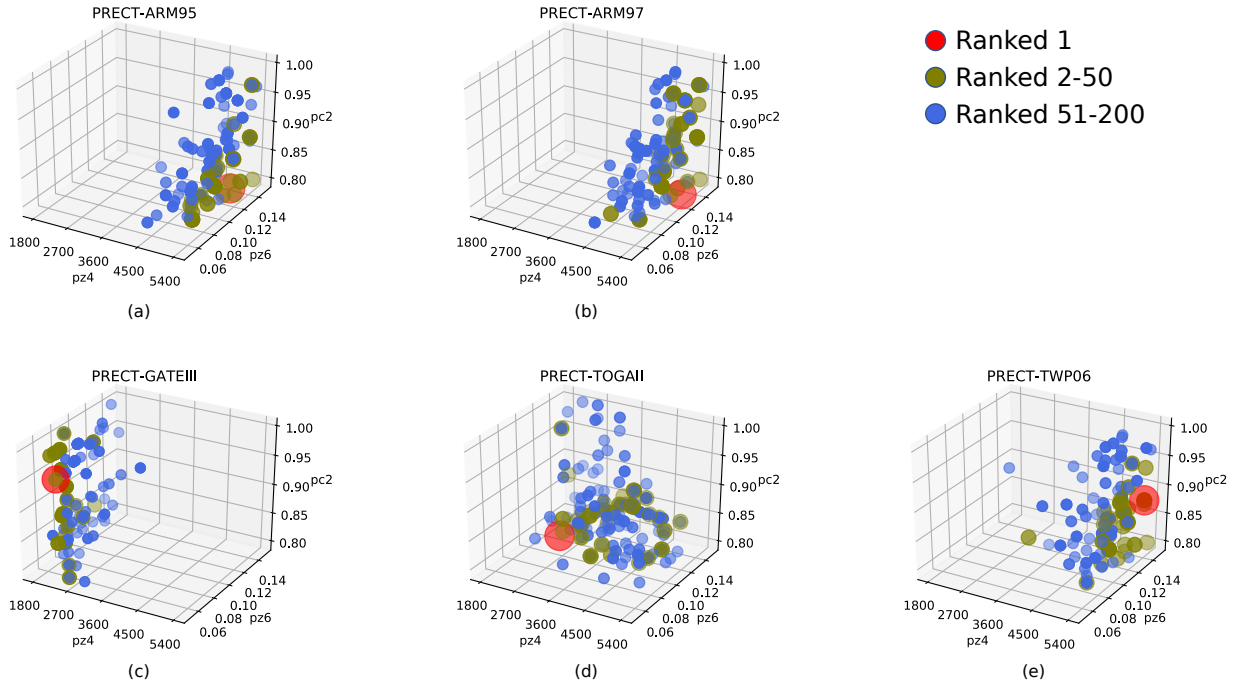 PRECT-ARM95
1.00
0.95
0.90
pc2
0.85
0.80
0.14
0.12
0.10
pz6
0.08
0.06
1800
2700
3600
4500
5400
pz4
(a)
PRECT-ARM97
1.00
0.95
0.90
pc2
0.85
0.80
0.14
0.12
0.10
pz6
0.08
0.06
1800
2700
3600
4500
5400
pz4
(b)
Ranked 1
Ranked 2-50
Ranked 51-200
PRECT-GATEIII
1.00
0.95
0.90
pc2
0.85
0.80
0.14
0.12
0.10
pz6
0.08
0.06
1800
2700
3600
4500
5400
pz4
(c)
PRECT-TOGAII
1.00
0.95
0.90
pc2
0.85
0.80
0.14
0.12
0.10
pz6
0.08
0.06
1800
2700
3600
4500
5400
pz4
(d)
PRECT-TWP06
1.00
0.95
0.90
pc2
0.85
0.80
0.14
0.12
0.10
pz6
0.08
0.06
1800
2700
3600
4500
5400
pz4
(e)